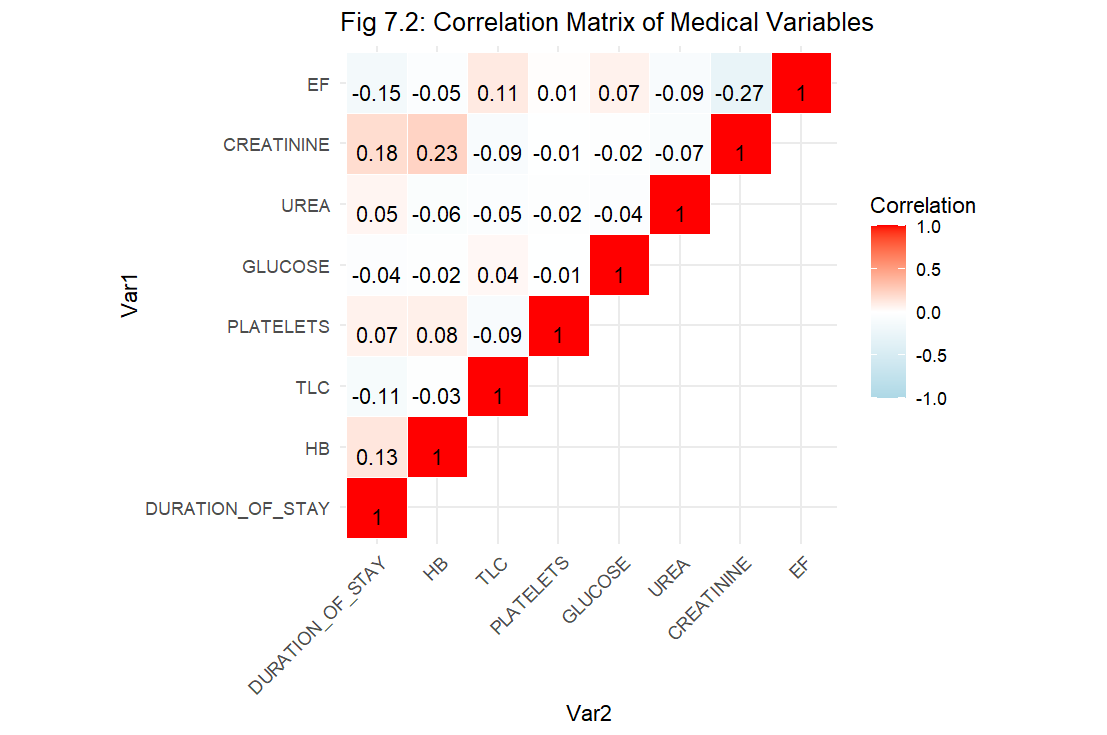 Fig 7.2: Correlation Matrix of Medical Variables
EF -0.15 -0.05 0.11 0.01 0.07 -0.09 -0.27 1
CREATININE 0.18 0.23 -0.09 -0.01 -0.02 -0.07 1
UREA 0.05 -0.06 -0.05 -0.02 -0.04 1
GLUCOSE -0.04 -0.02 0.04 -0.01 1
PLATELETS 0.07 0.08 -0.09 1
TLC -0.11 -0.03 1
HB 0.13 1
DURATION_OF_STAY 1
Var1
DURATION_OF_STAY HB TLC PLATELETS GLUCOSE UREA CREATININE EF
Var2
Correlation
1.0
0.5
0.0
-0.5
-1.0